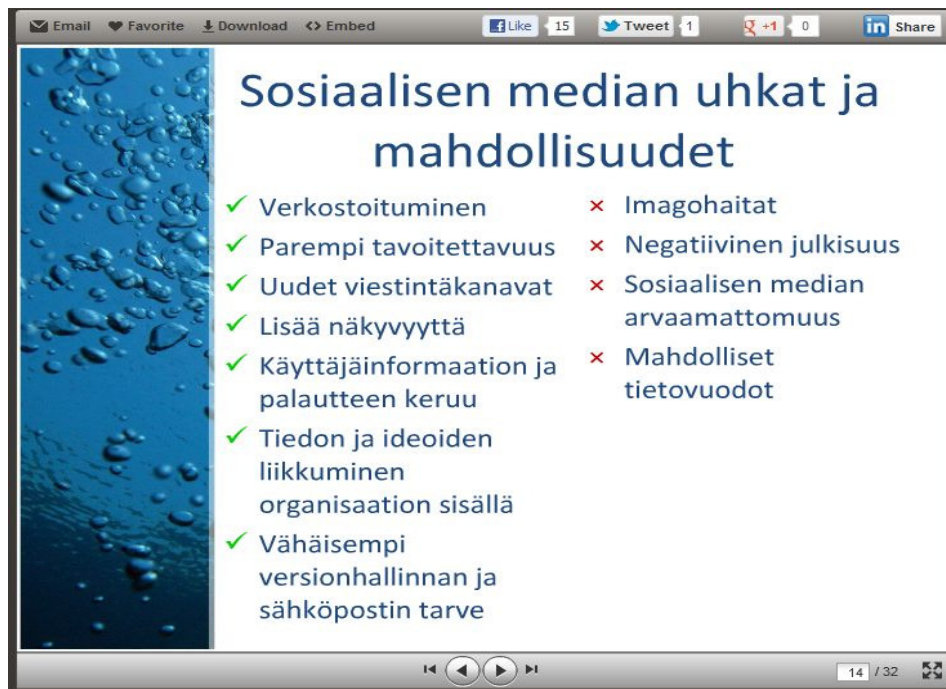 Email Favorite Download Embed Like 15 Tweet 1 +1 0 in Share
Sosiaalisen median uhkat ja
mahdollisuudet
Verkostoituminen
Parempi tavoitettavuus
Uudet viestintäkanavat
Lisää näkyvyyttä
Käyttäjäinformaation ja
palautteen keruu
Tiedon ja ideoiden
liikkuminen
organisaation sisällä
Vähäisempi
versionhallinnan ja
sähköpostin tarve
Imagohaitat
Negatiivinen julkisuus
Sosiaalisen median
arvaamattomuus
Mahdolliset
tietovuodot
14 / 32